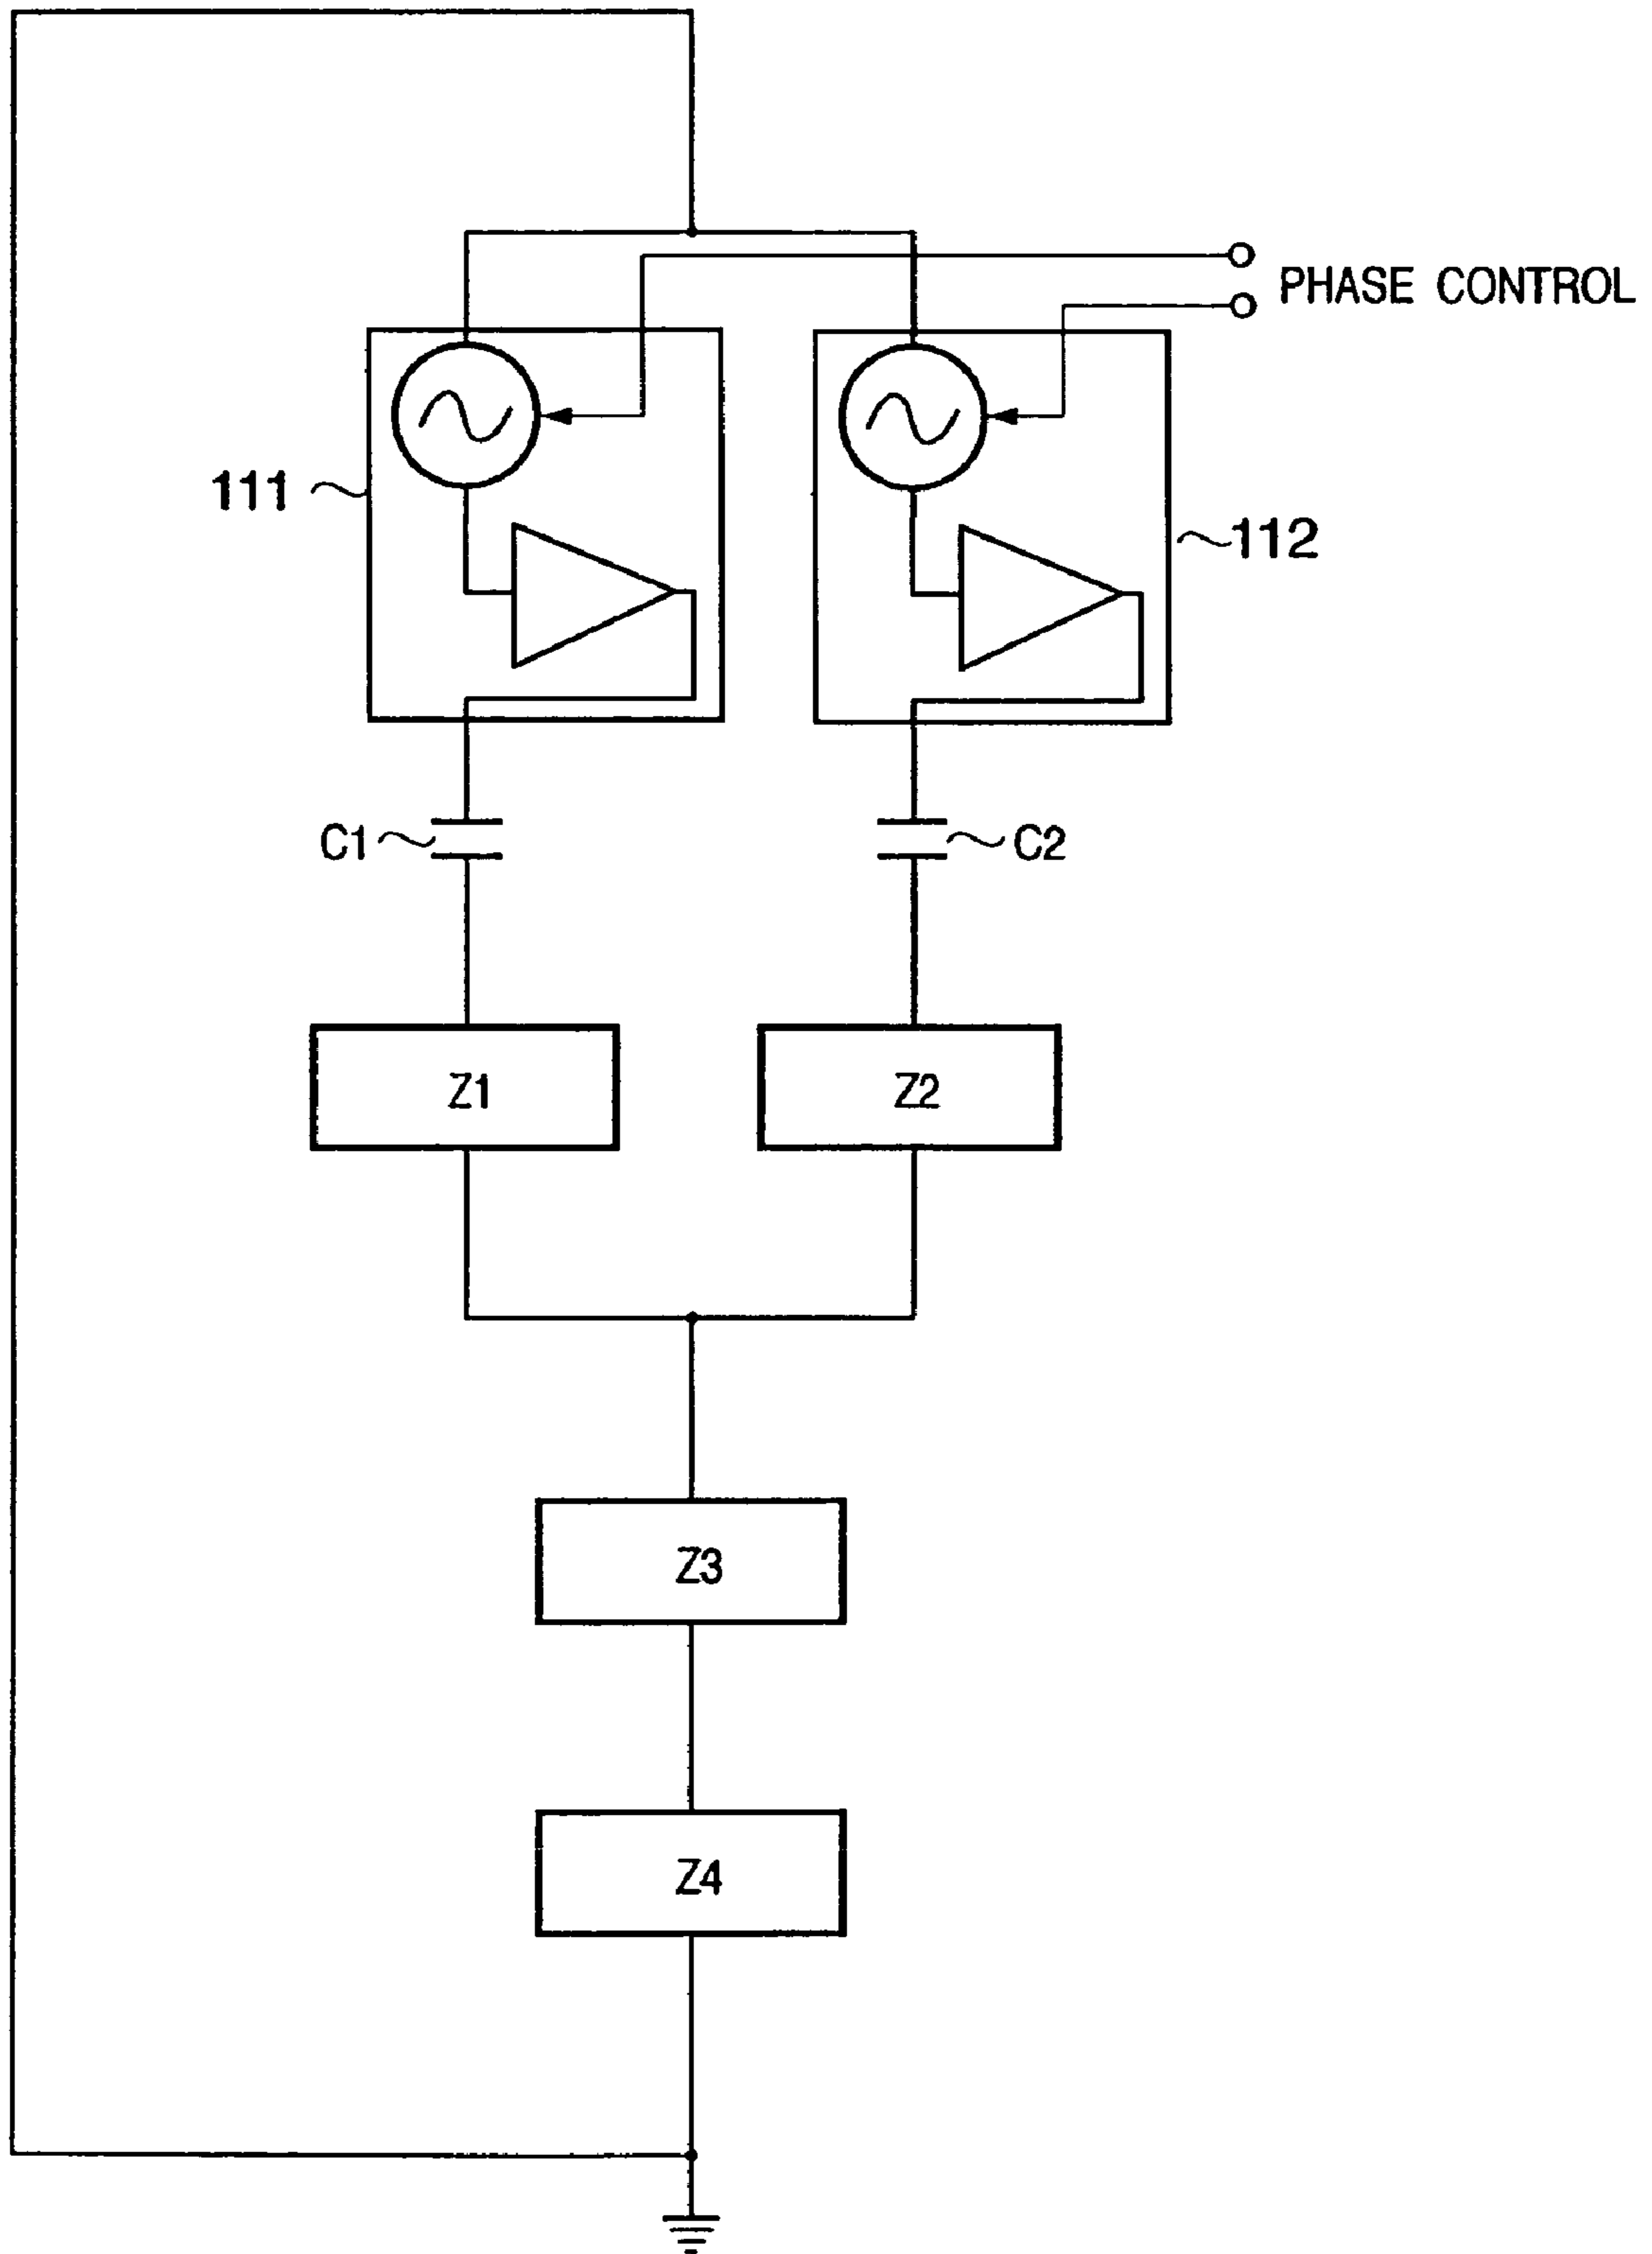 PHASE CONTROL
111
112
C1
C2
Z1
Z2
Z3
Z4